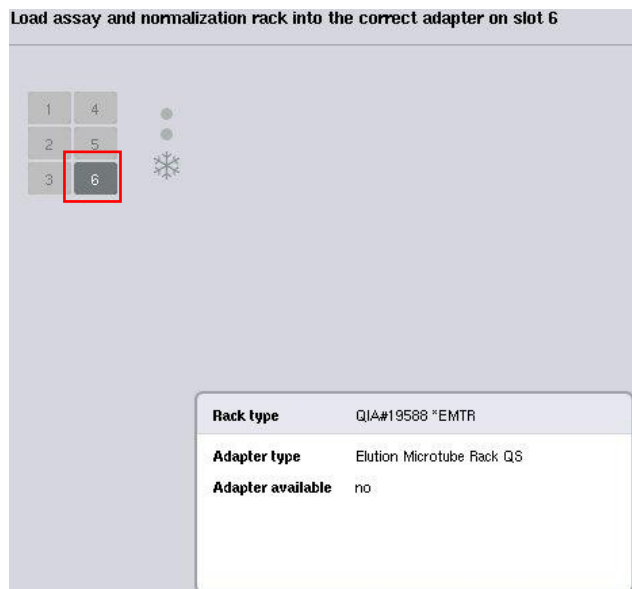 Load assay and normalization rack into the correct adapter on slot 6
1 4
2 5
3 6
Rack type QIA#19588 *EMTR
Adapter type Elution Microtube Rack QS
Adapter available no